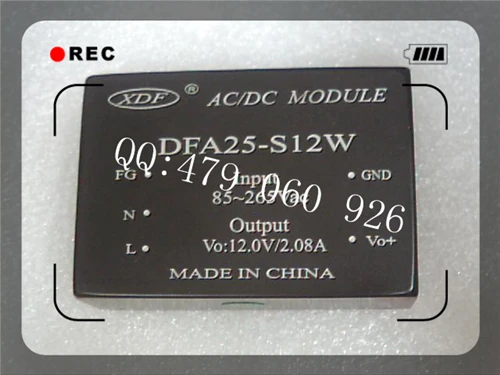 REC
XDF ® AC/DC MODULE
DFA25-S12W
QQ:479 060 926
FG Input GND
85~265Vac
N Output
L Vo:12.0V/2.08A Vo+
MADE IN CHINA